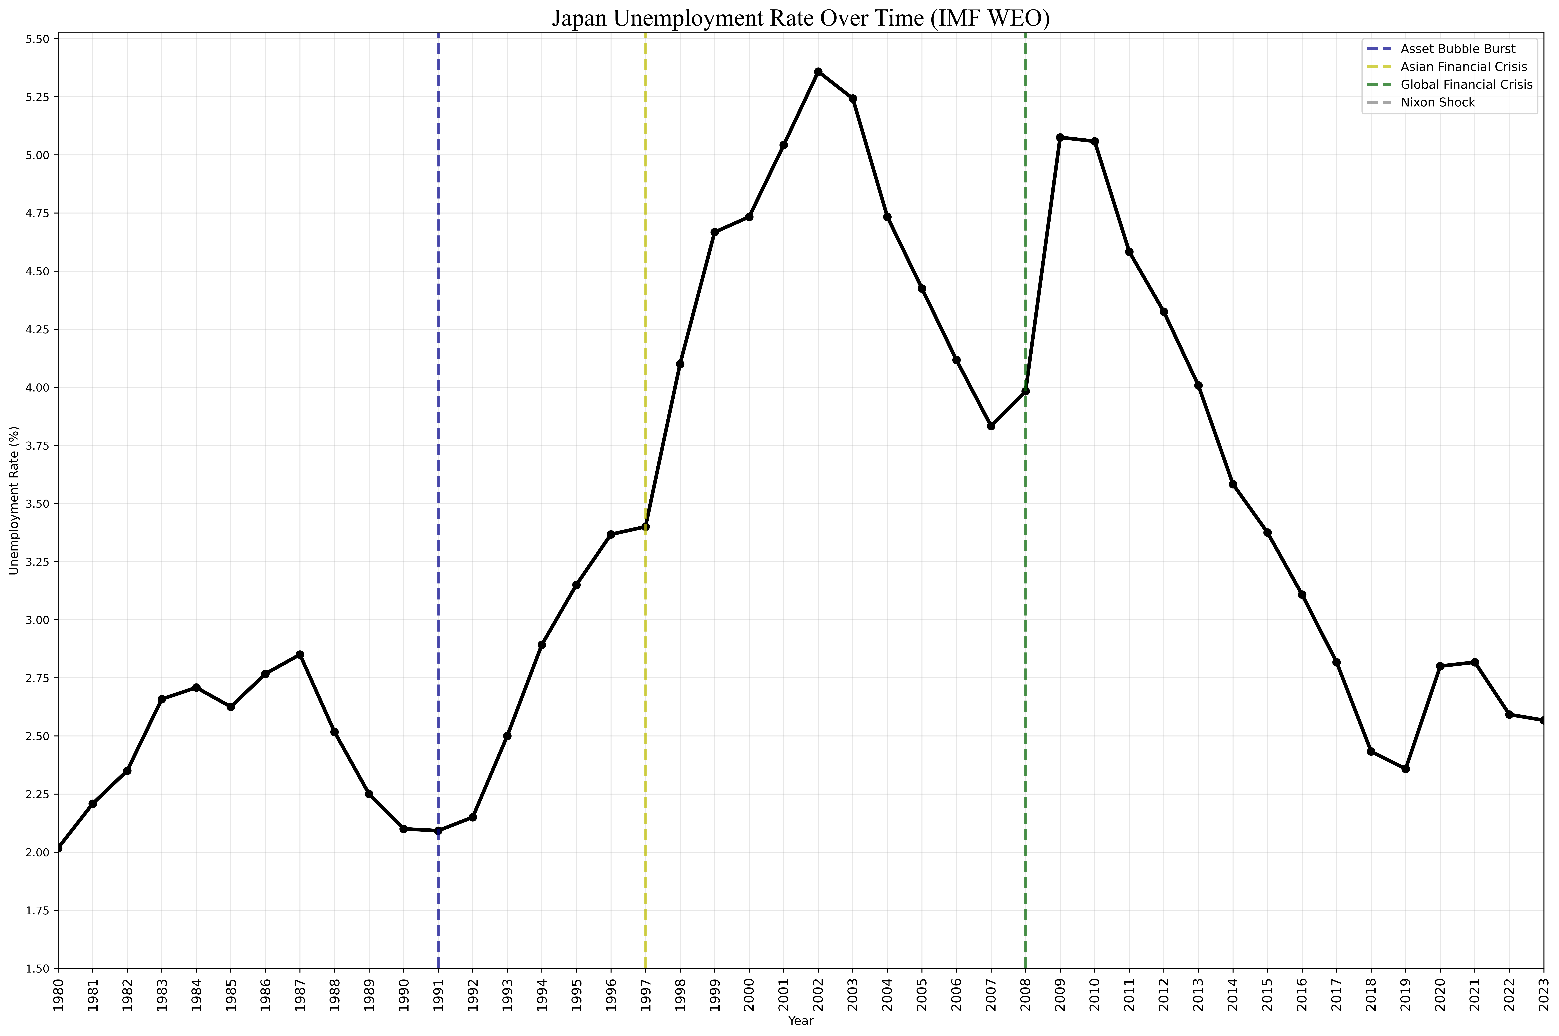 Japan Unemployment Rate Over Time (IMF WEO)
Asset Bubble Burst
Asian Financial Crisis
Global Financial Crisis
Nixon Shock
Unemployment Rate (%)
5.50
5.25
5.00
4.75
4.50
4.25
4.00
3.75
3.50
3.25
3.00
2.75
2.50
2.25
2.00
1.75
1.50
1980 1981 1982 1983 1984 1985 1986 1987 1988 1989 1990 1991 1992 1993 1994 1995 1996 1997 1998 1999 2000 2001 2002 2003 2004 2005 2006 2007 2008 2009 2010 2011 2012 2013 2014 2015 2016 2017 2018 2019 2020 2021 2022 2023
Year